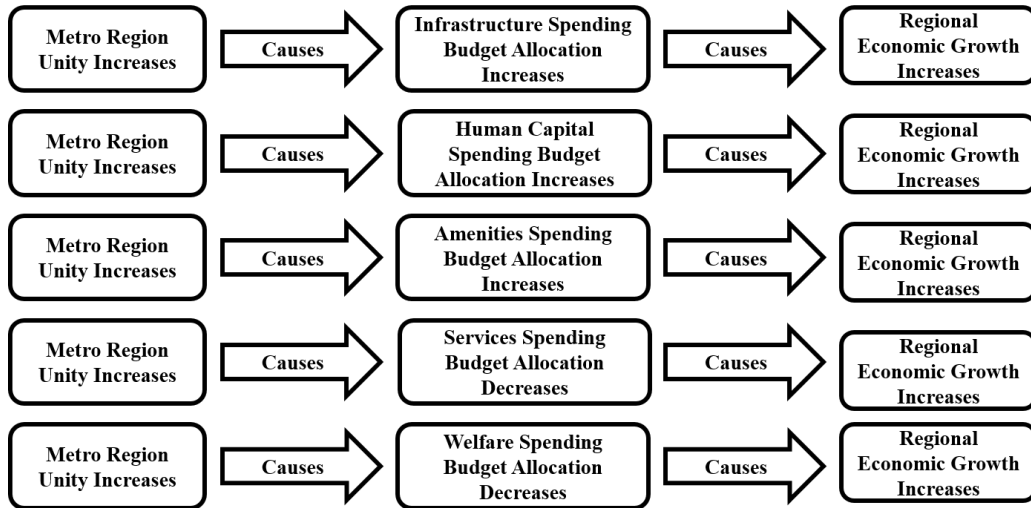 Metro Region
Unity Increases
Causes
Infrastructure Spending
Budget Allocation
Increases
Causes
Regional
Economic Growth
Increases
Metro Region
Unity Increases
Causes
Human Capital
Spending Budget
Allocation Increases
Causes
Regional
Economic Growth
Increases
Metro Region
Unity Increases
Causes
Amenities Spending
Budget Allocation
Increases
Causes
Regional
Economic Growth
Increases
Metro Region
Unity Increases
Causes
Services Spending
Budget Allocation
Decreases
Causes
Regional
Economic Growth
Increases
Metro Region
Unity Increases
Causes
Welfare Spending
Budget Allocation
Decreases
Causes
Regional
Economic Growth
Increases